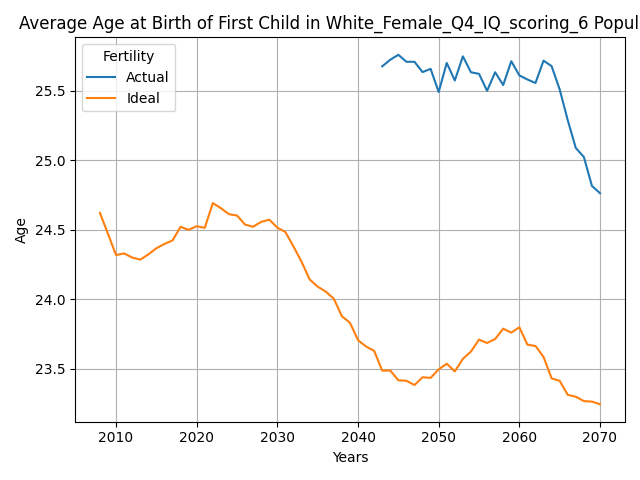 Average Age at Birth of First Child in White_Female_Q4_IQ_scoring_6 Popul
Fertility
Actual
Ideal
25.5
25.0
24.5
24.0
23.5
Age
2010 2020 2030 2040 2050 2060 2070
Years